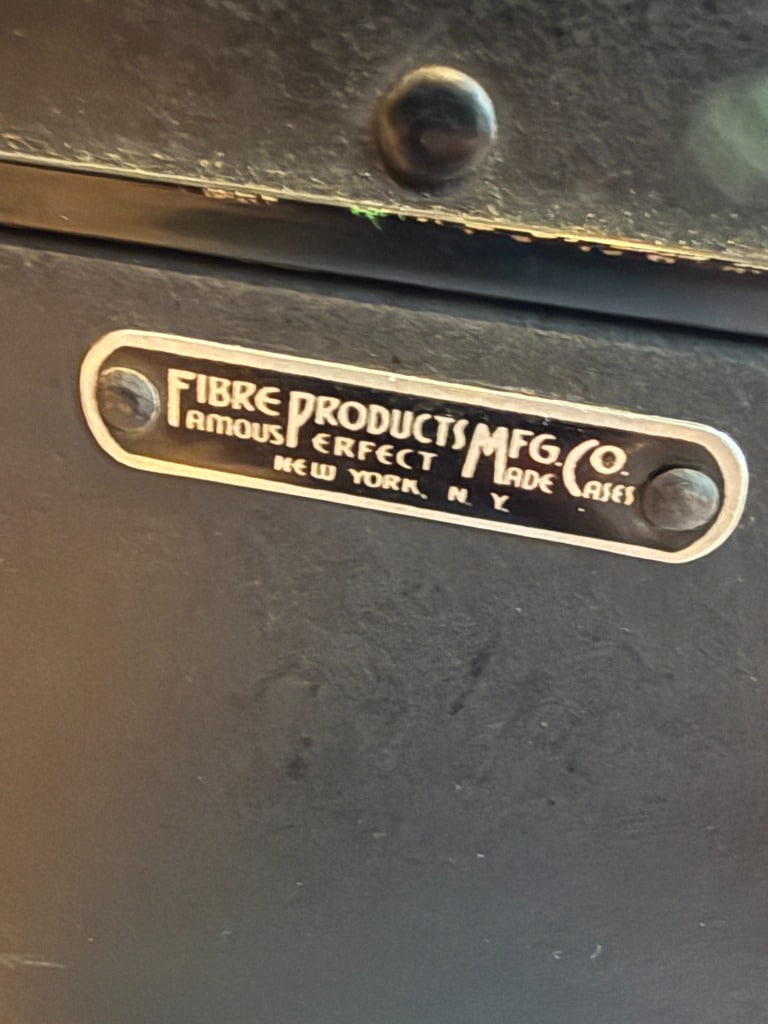 FIBRE PRODUCTS MFG. CO.
FAMOUS PERFECT MADE CASES
NEW YORK, N. Y.